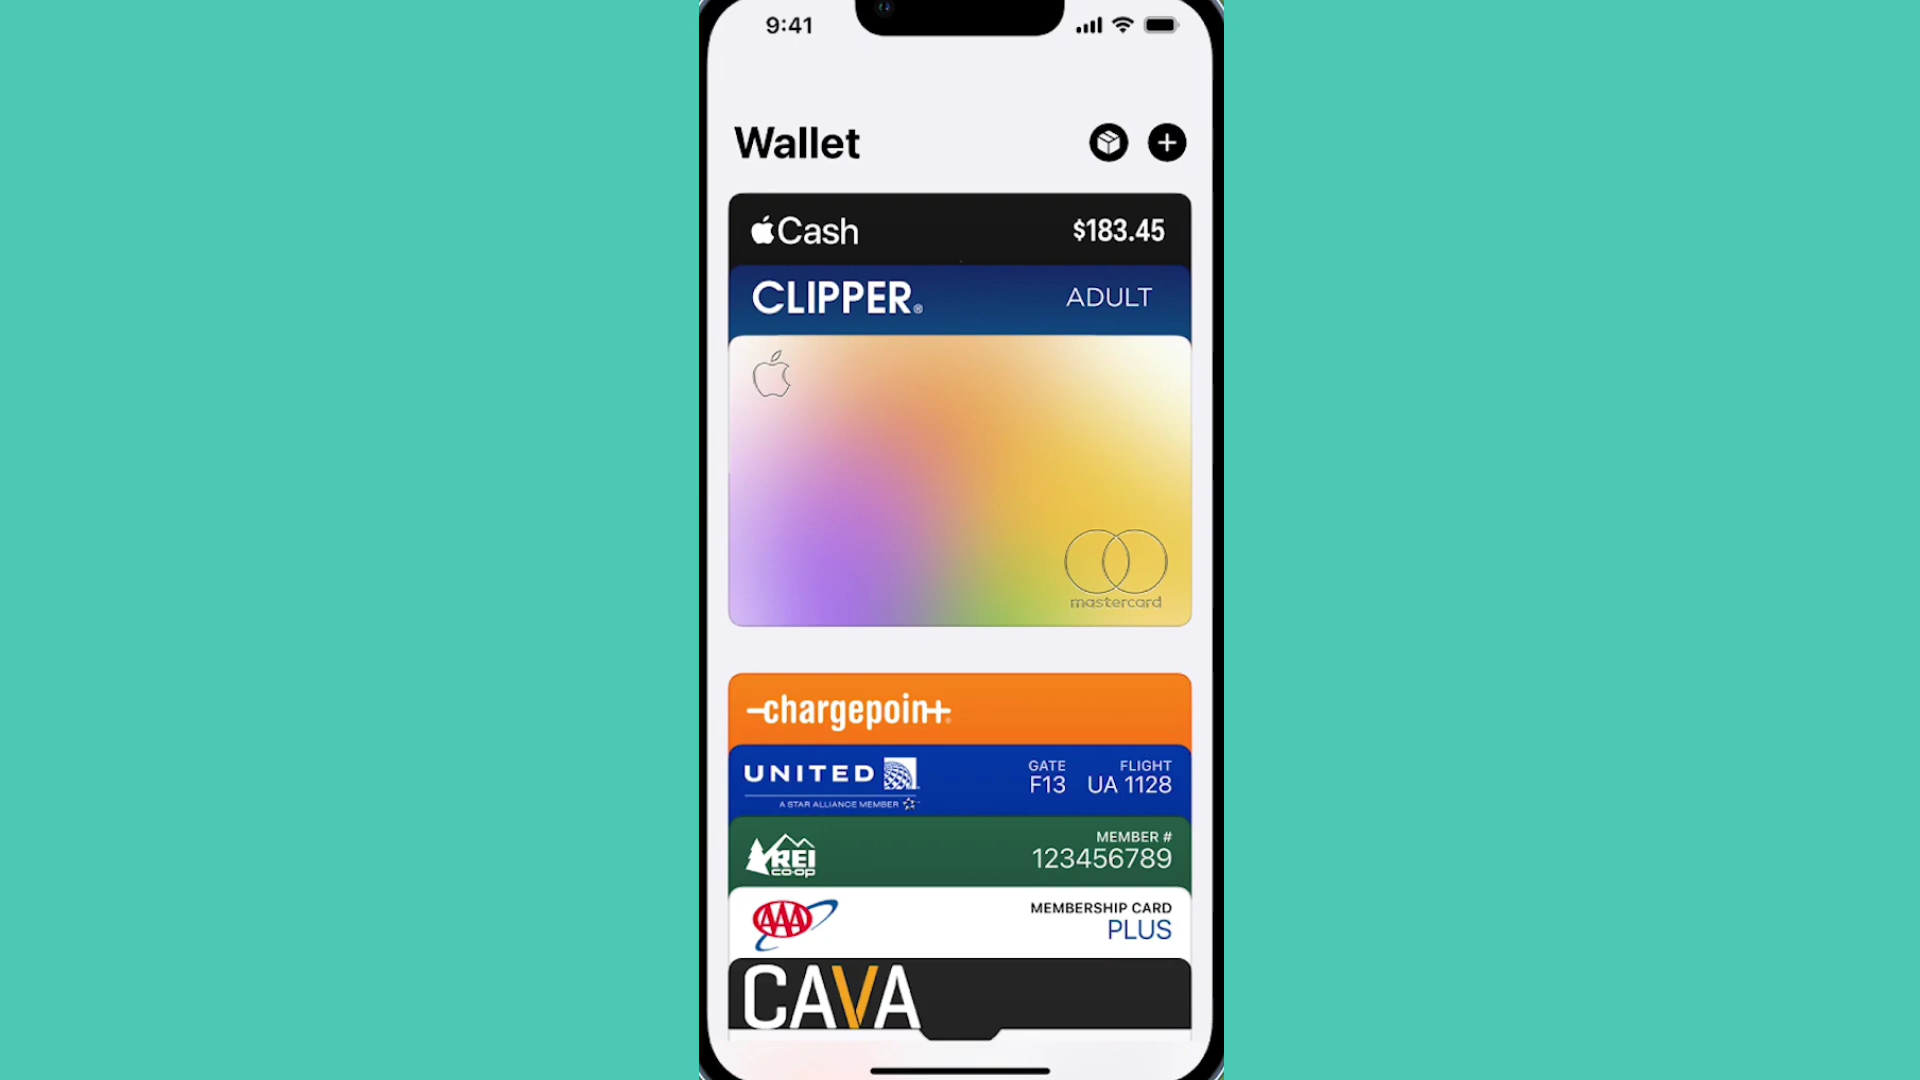 9:41
Wallet
Cash $183.45
CLIPPER® ADULT
mastercard
chargepoin+®
UNITED
A STAR ALLIANCE MEMBER
GATE FLIGHT
F13 UA 1128
REI
CO-OP
MEMBER #
123456789
AAA
MEMBERSHIP CARD
PLUS
CAVA